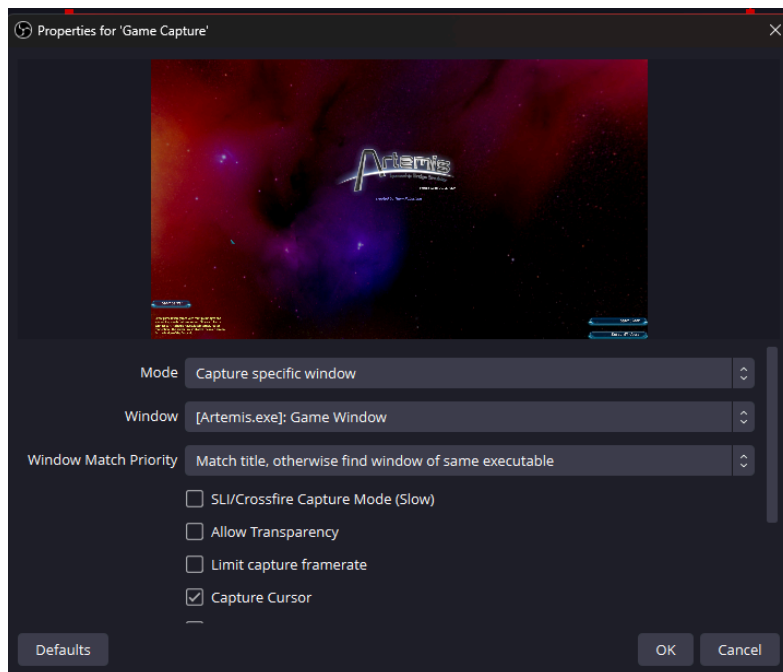 Properties for 'Game Capture'
Artemis
Mode
Capture specific window
Window
[Artemis.exe]: Game Window
Window Match Priority
Match title, otherwise find window of same executable
SLI/Crossfire Capture Mode (Slow)
Allow Transparency
Limit capture framerate
Capture Cursor
Defaults
OK
Cancel